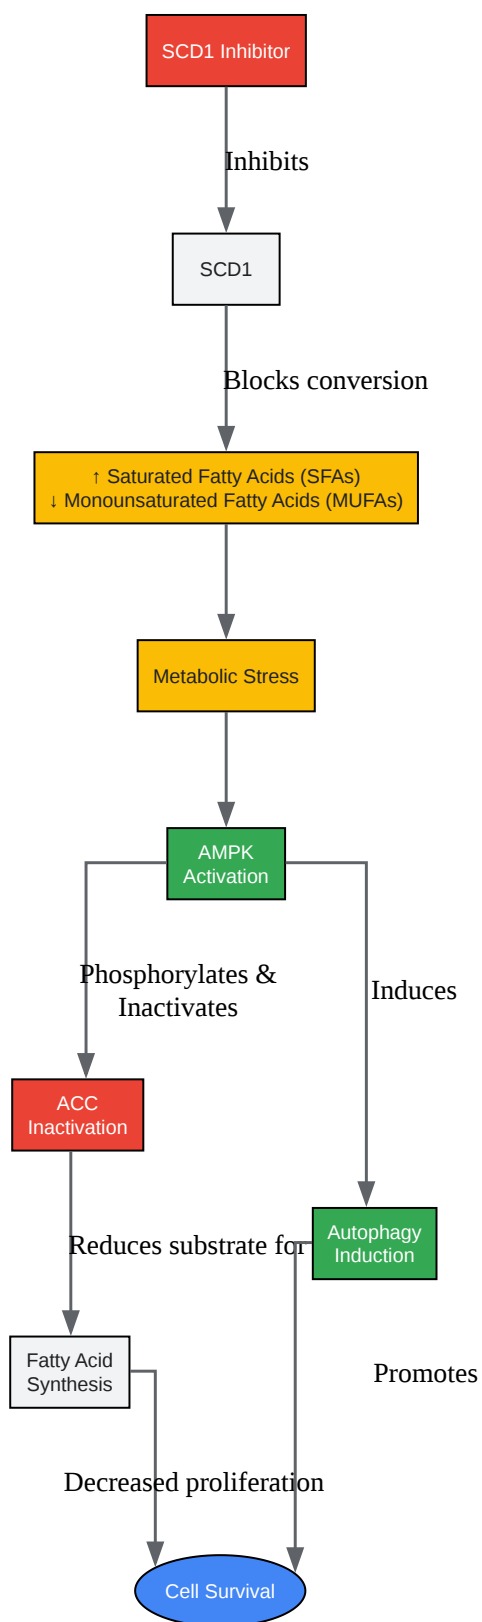 SCD1 Inhibitor
Inhibits
SCD1
Blocks conversion
↑ Saturated Fatty Acids (SFAs)
↓ Monounsaturated Fatty Acids (MUFAs)
Metabolic Stress
AMPK
Activation
Phosphorylates &
Inactivates
Induces
ACC
Inactivation
Reduces substrate for
Autophagy
Induction
Fatty Acid
Synthesis
Promotes
Decreased proliferation
Cell Survival